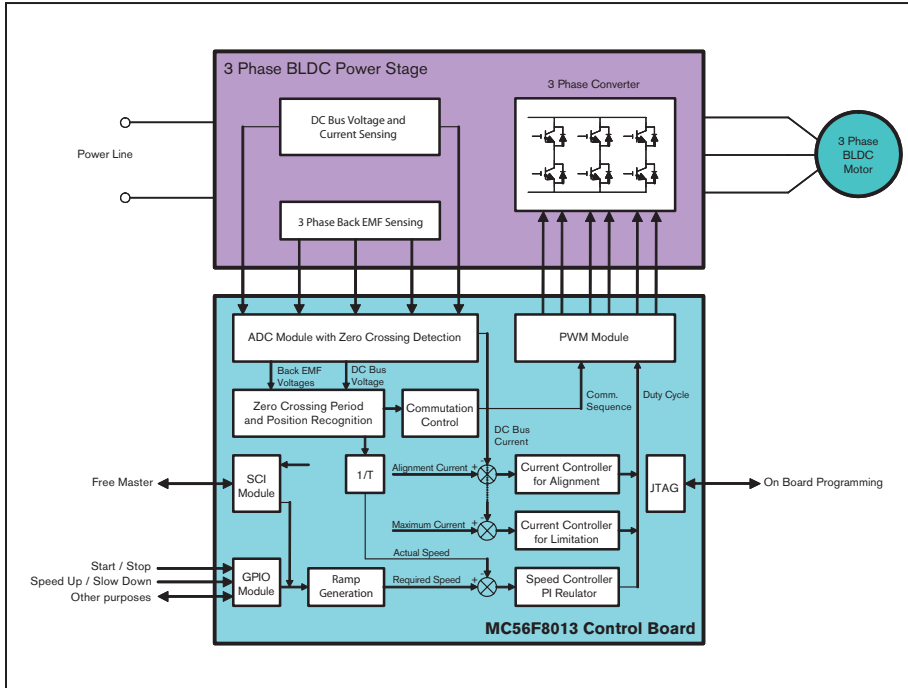 3 Phase BLDC Power Stage
3 Phase Converter
DC Bus Voltage and
Current Sensing
Power Line
3 Phase
BLDC
Motor
3 Phase Back EMF Sensing
ADC Module with Zero Crossing Detection
PWM Module
Back EMF
Voltages
DC Bus
Voltage
Comm.
Sequence
Duty Cycle
Zero Crossing Period
and Position Recognition
Commutation
Control
DC Bus
Current
Free Master
SCI
Module
1/T
Alignment Current
+
-
Current Controller
for Alignment
JTAG
On Board Programming
Maximum Current
+
-
Current Controller
for Limitation
Actual Speed
Start / Stop
Speed Up / Slow Down
Other purposes
GPIO
Module
Ramp
Generation
Required Speed
+
-
Speed Controller
PI Reulator
MC56F8013 Control Board